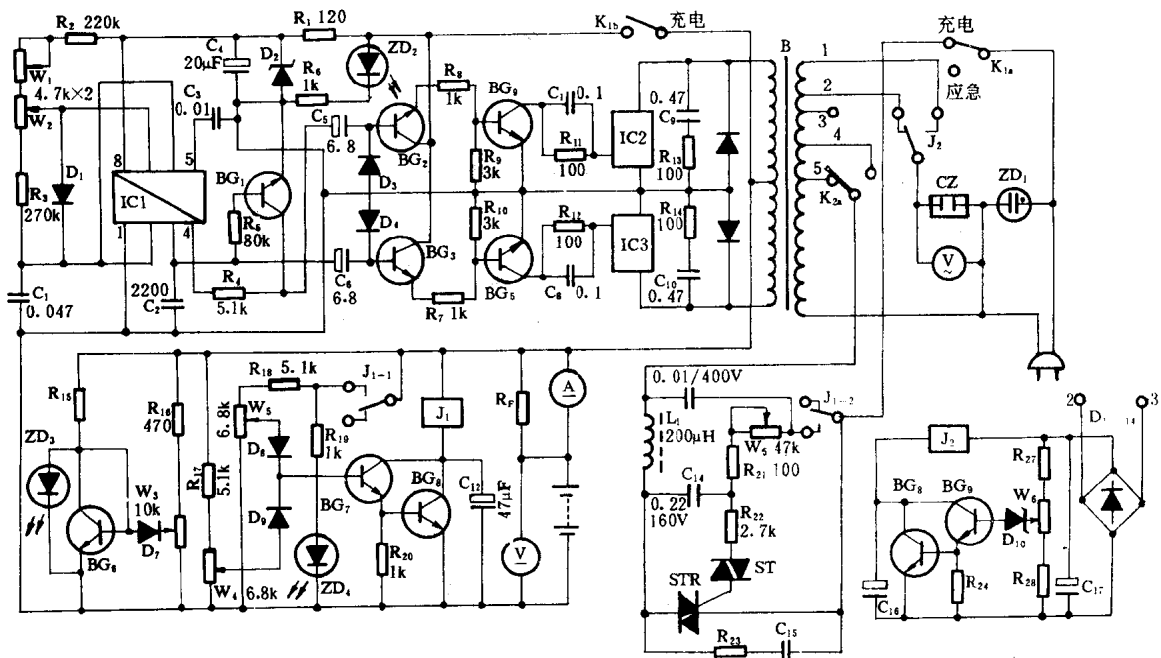 R₂ 220k
R₁ 120
K₁b
充电
B
充电
K₁a
应急
W₁
4.7k×2
W₂
C₄
20μF
D₂
R₆
1k
ZD₂
C₃
0.01
R₈
1k
BG₉
0.1
0.47
C₉
R₁₁
100
IC2
R₁₃
100
1
2
3
4
5
J₂
K₂a
CZ
ZD₁
V
~
R₃
270k
D₁
8
5
IC1
1
4
BG₁
R₅
80k
C₅
6.8
BG₂
D₃
D₄
R₉
3k
R₁₀
3k
R₁₂
100
IC3
R₁₄
100
C₁₀
0.47
C₁
0.047
2200
C₂
R₄
5.1k
C₆
6.8
BG₃
R₇ 1k
BG₅
C₈
0.1
R₁₅
R₁₆
470
R₁₈ 5.1k
J₁₋₁
6.8k
W₅
R₁₉
1k
J₁
R_F
A
ZD₃
W₃
10k
D₇
BG₆
R₁₇
5.1k
D₈
D₉
BG₇
BG₈
C₁₂
47μF
R₂₀
1k
W₄
6.8k
ZD₄
V
0.01/400V
L₁
200μH
J₁₋₂
W₅ 47k
R₂₁ 100
C₁₄
0.22
160V
R₂₂
2.7k
ST
STR
R₂₃
C₁₅
2
D₁
14
3
J₂
R₂₇
BG₈
BG₉
W₆
D₁₀
R₂₄
R₂₈
C₁₆
C₁₇